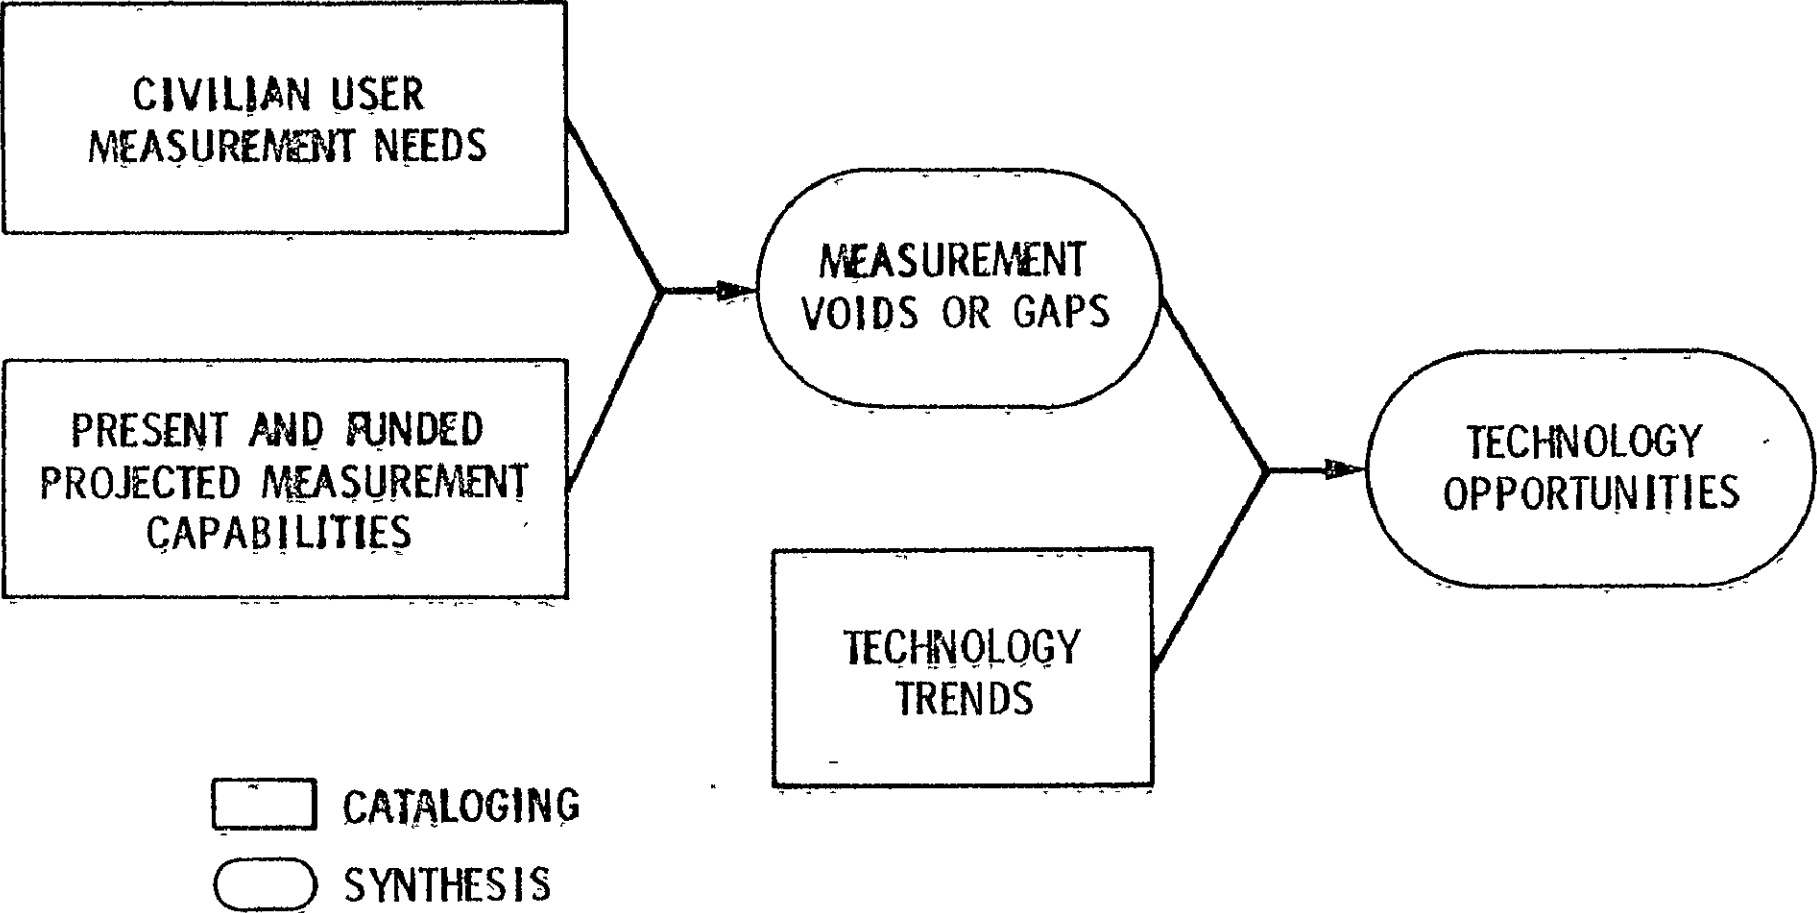 CIVILIAN USER
MEASUREMENT NEEDS
MEASUREMENT
VOIDS OR GAPS
PRESENT AND FUNDED
PROJECTED MEASUREMENT
CAPABILITIES
TECHNOLOGY
OPPORTUNITIES
TECHNOLOGY
TRENDS
CATALOGING
SYNTHESIS